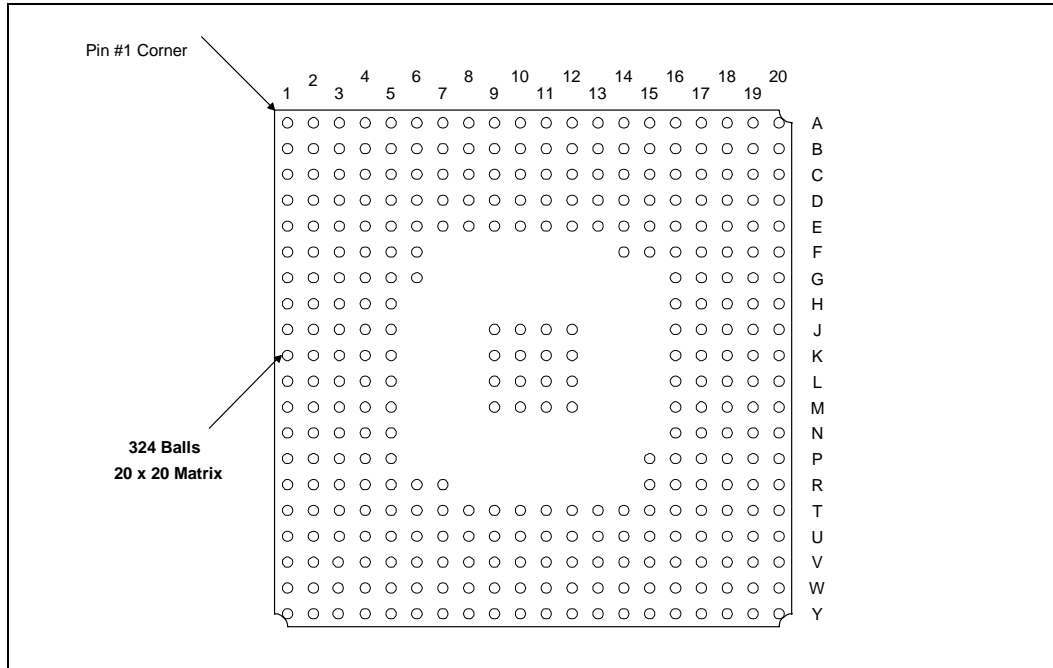 Pin #1 Corner
2 4 6 8 10 12 14 16 18 20
1 3 5 7 9 11 13 15 17 19
A
B
C
D
E
F
G
H
J
K
L
M
N
P
R
T
U
V
W
Y
324 Balls
20 x 20 Matrix